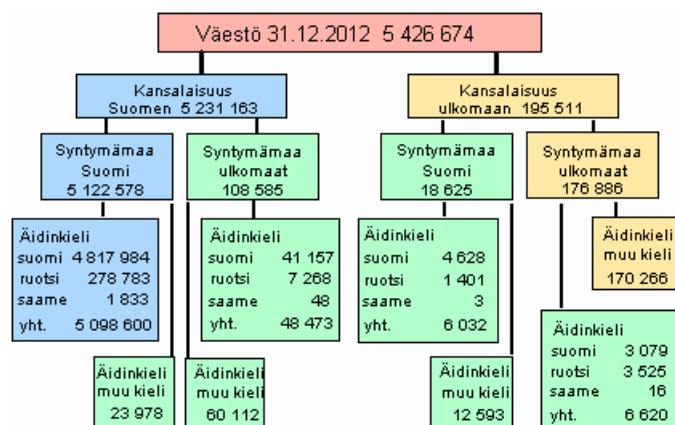 Väestö 31.12.2012 5 426 674
Kansalaisuus
Suomen 5 231 163
Kansalaisuus
ulkomaan 195 511
Syntymämaa
Suomi
5 122 578
Syntymämaa
ulkomaat
108 585
Syntymämaa
Suomi
18 625
Syntymämaa
ulkomaat
176 886
Äidinkieli
suomi 4 817 984
ruotsi 278 783
saame 1 833
yht. 5 098 600
Äidinkieli
suomi 41 157
ruotsi 7 268
saame 48
yht. 48 473
Äidinkieli
suomi 4 628
ruotsi 1 401
saame 3
yht. 6 032
Äidinkieli
muu kieli
170 266
Äidinkieli
muu kieli
23 978
Äidinkieli
muu kieli
60 112
Äidinkieli
muu kieli
12 593
Äidinkieli
suomi 3 079
ruotsi 3 525
saame 16
yht. 6 620